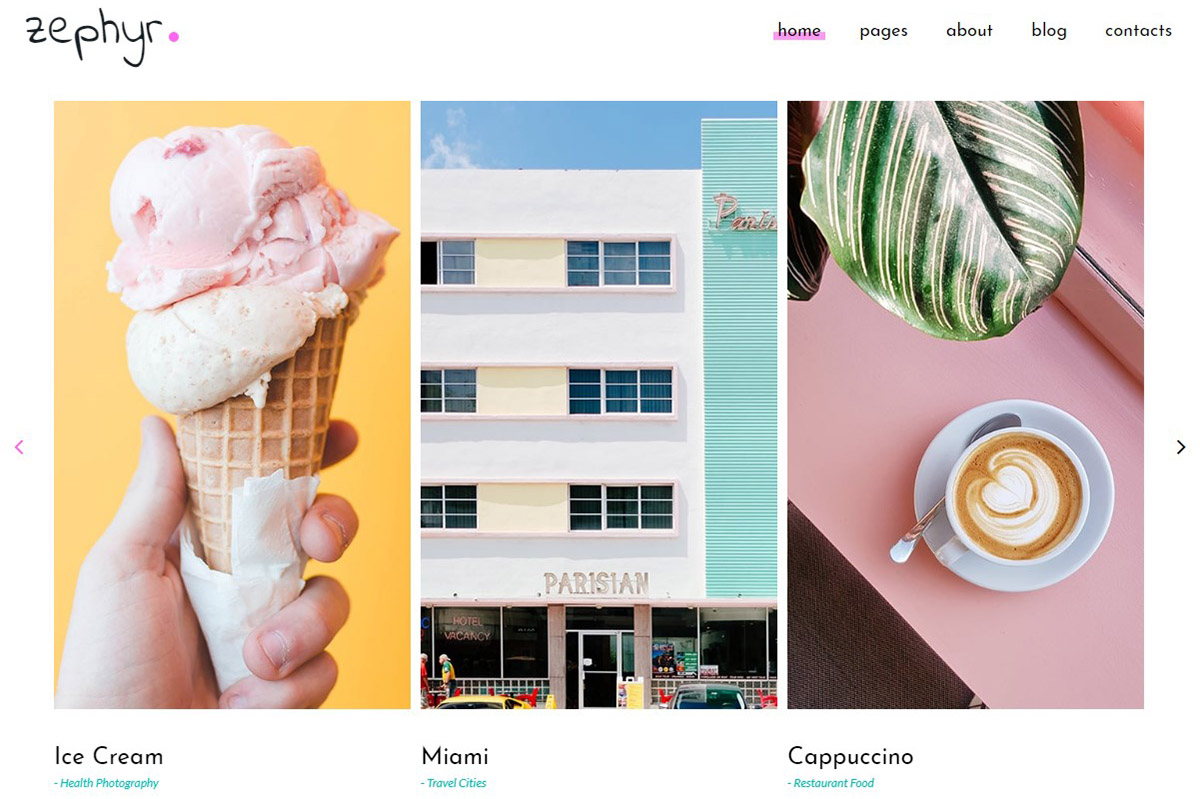 zephyr.
home pages about blog contacts
Paris
PARISIAN
HOTEL
VACANCY
Ice Cream
- Health Photography
Miami
- Travel Cities
Cappuccino
- Restaurant Food